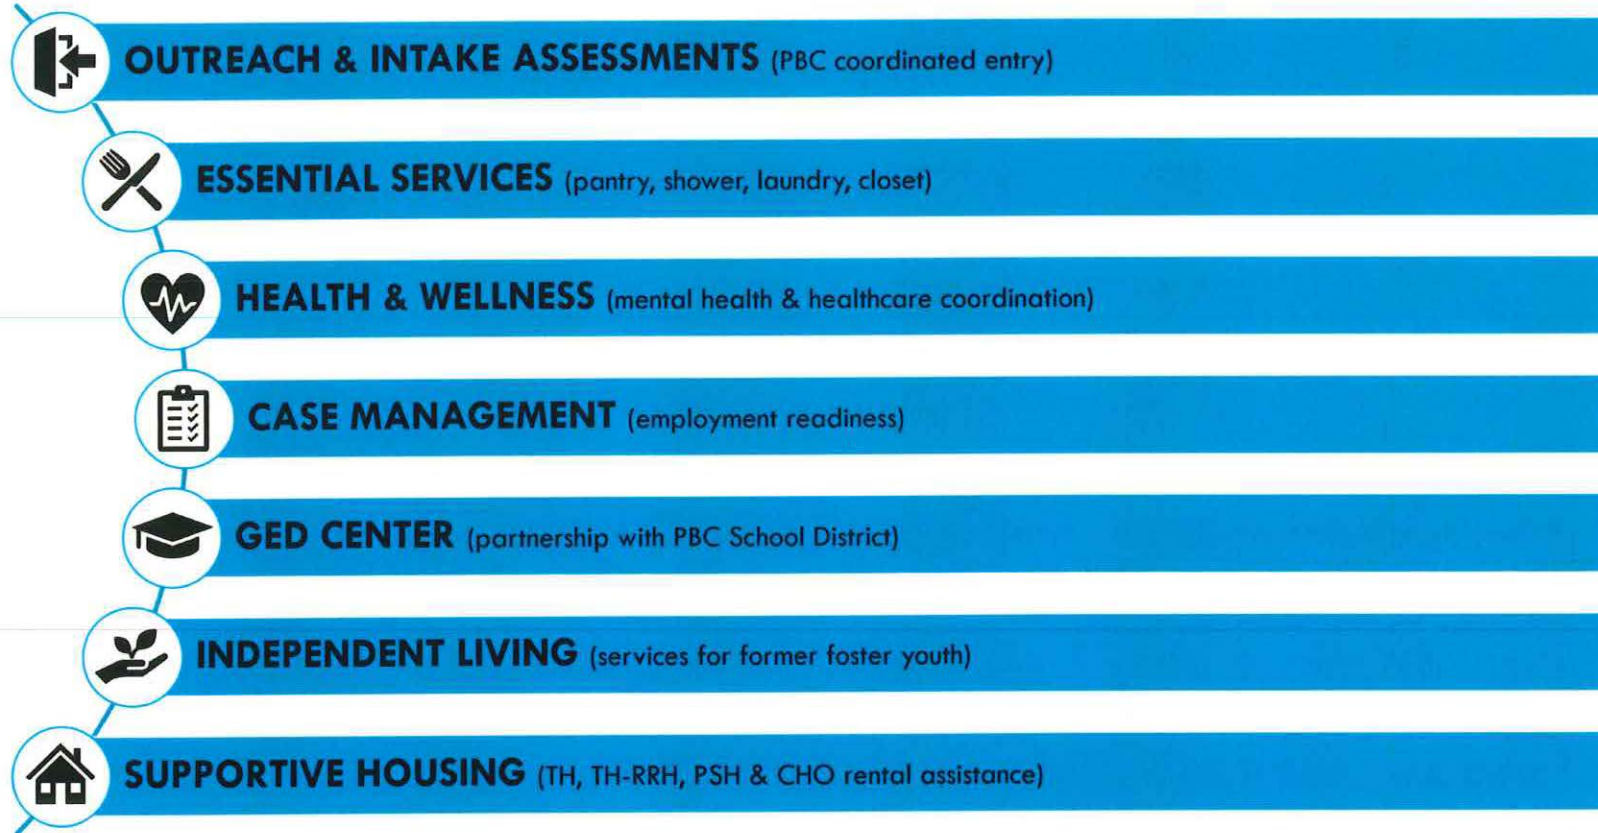 OUTREACH & INTAKE ASSESSMENTS (PBC coordinated entry)
ESSENTIAL SERVICES (pantry, shower, laundry, closet)
HEALTH & WELLNESS (mental health & healthcare coordination)
CASE MANAGEMENT (employment readiness)
GED CENTER (partnership with PBC School District)
INDEPENDENT LIVING (services for former foster youth)
SUPPORTIVE HOUSING (TH, TH-RRH, PSH & CHO rental assistance)